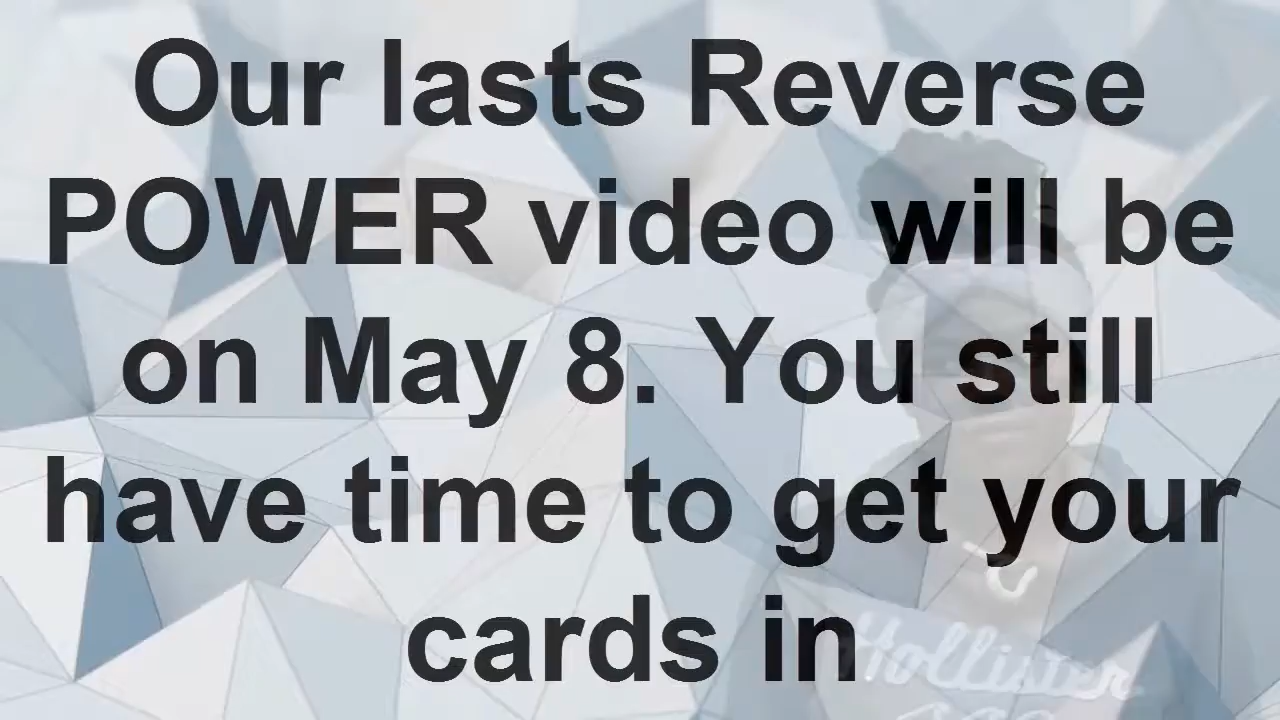 Our lasts Reverse
POWER video will be
on May 8. You still
have time to get your
cards in
Hollister